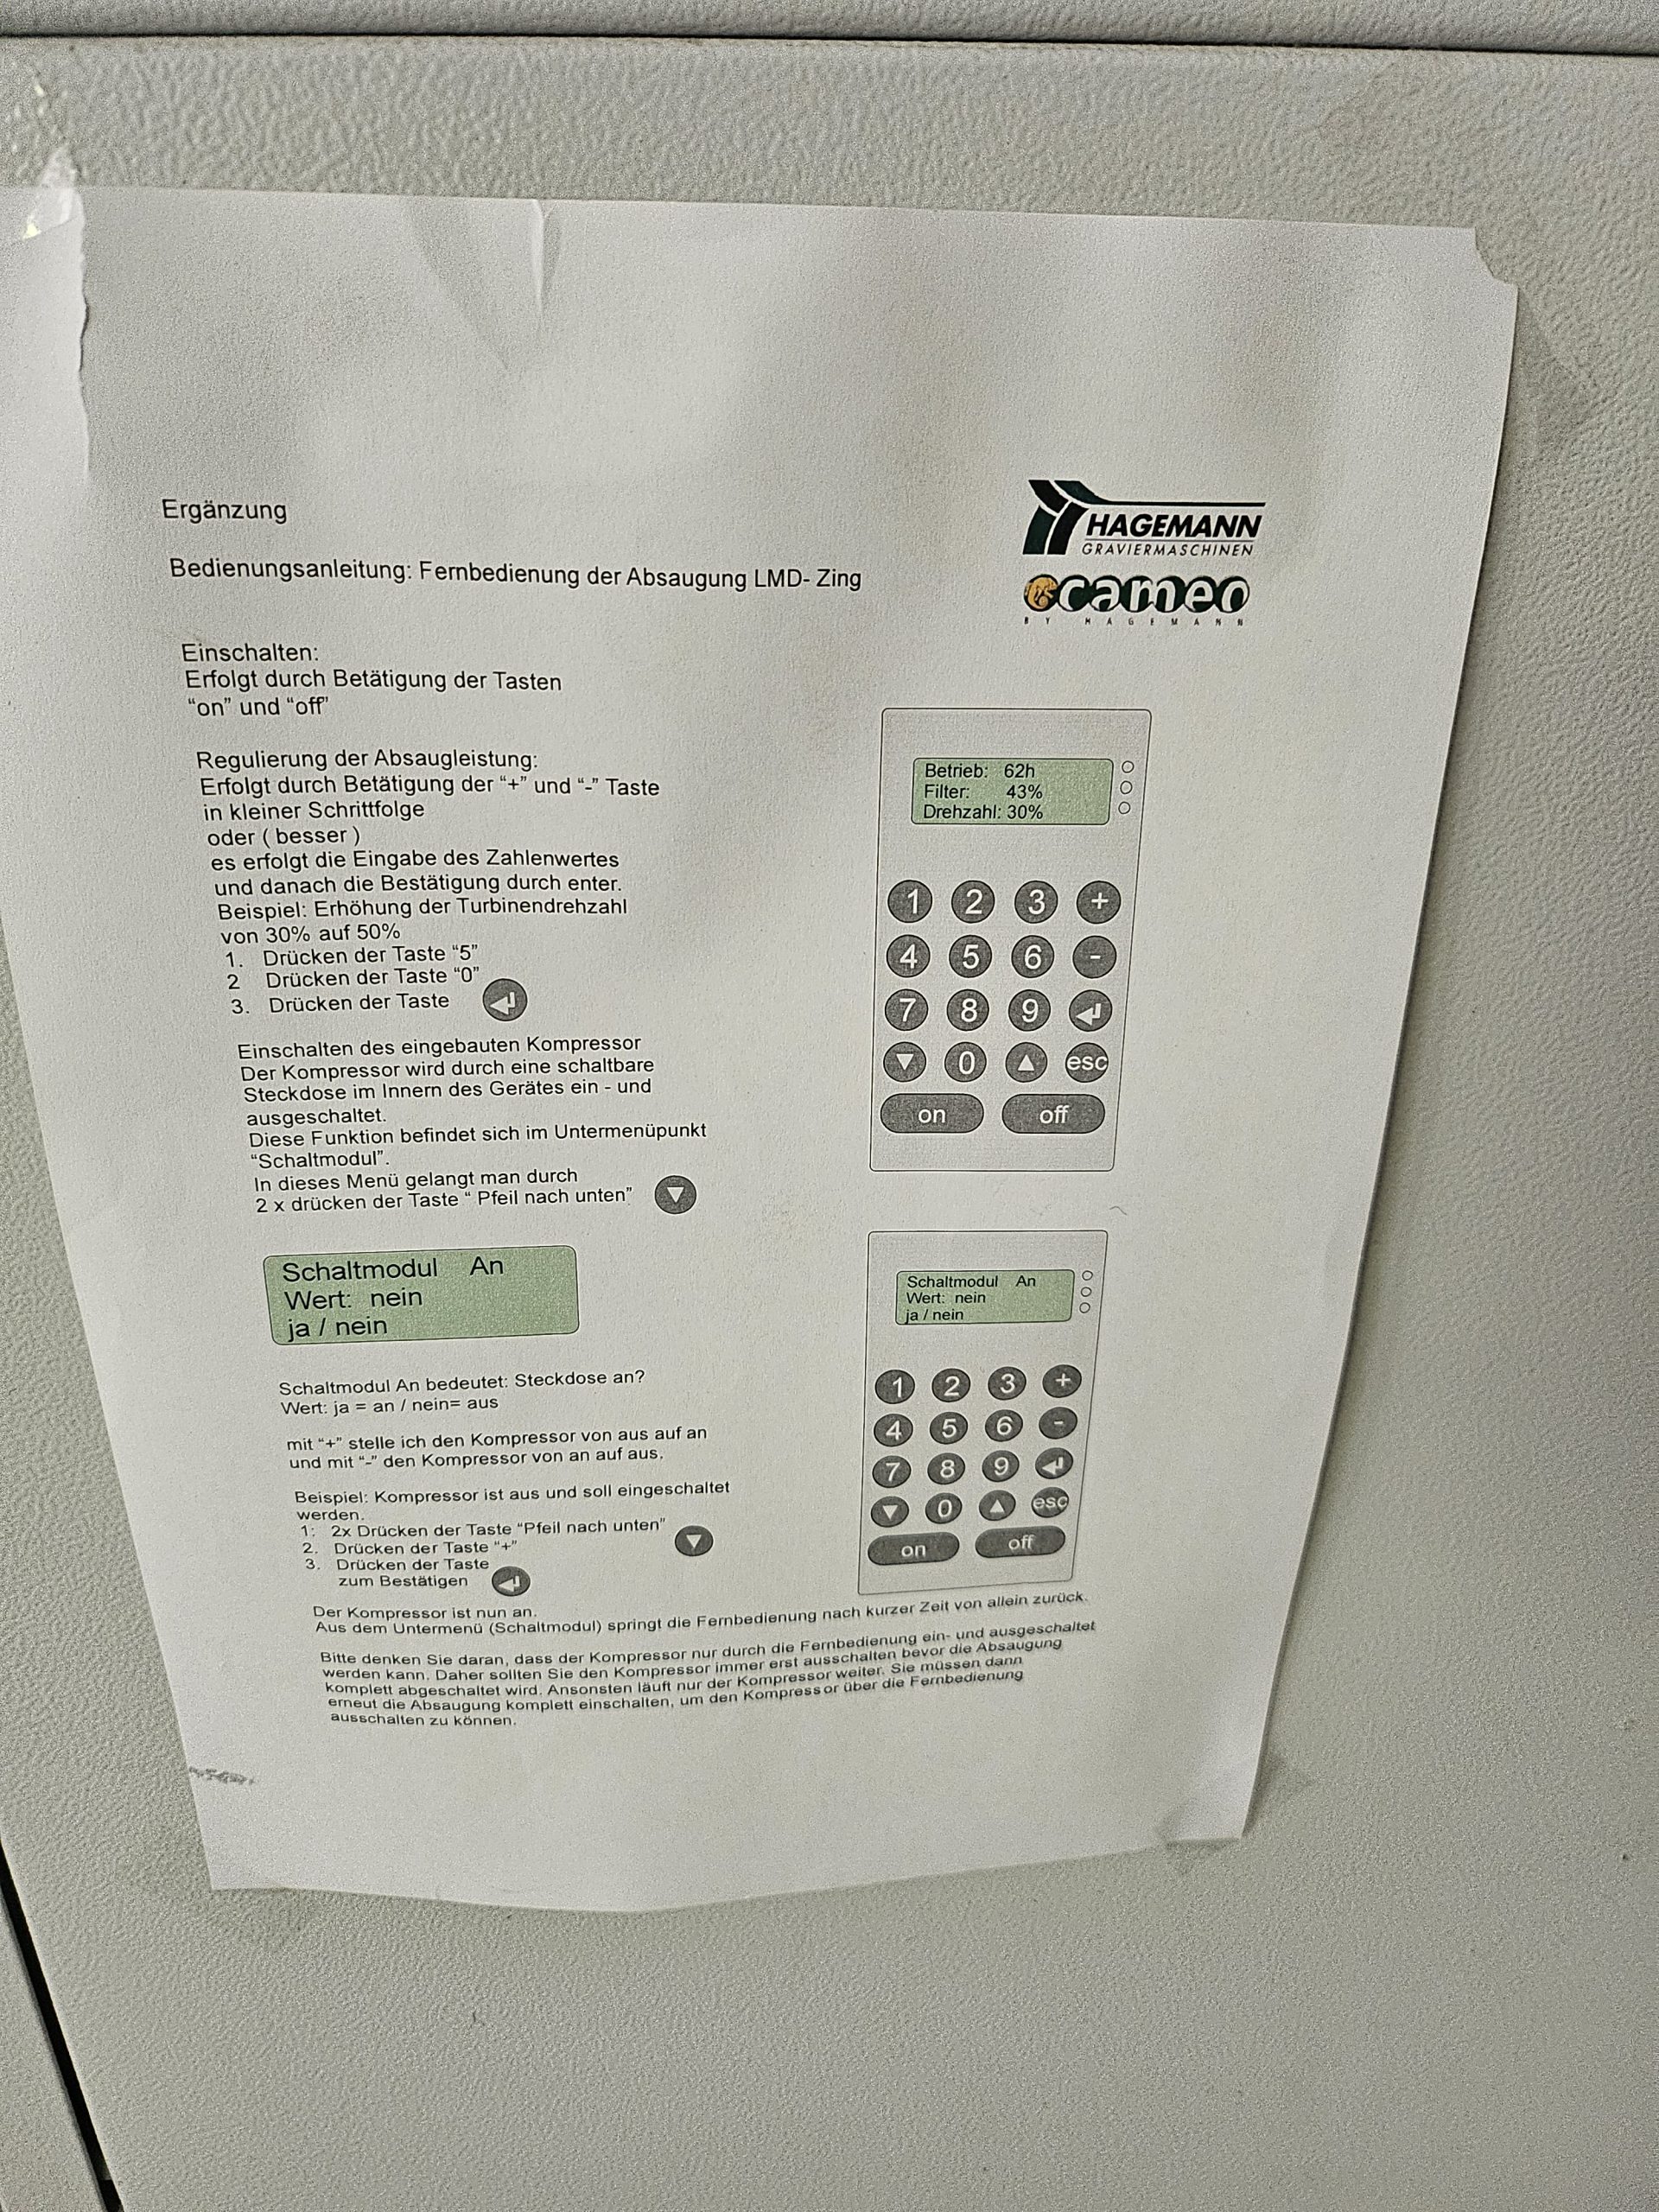 Ergänzung
HAGEMANN
GRAVIERMASCHINEN
cameo
BY HAGEMANN
Bedienungsanleitung: Fernbedienung der Absaugung LMD- Zing
Einschalten:
Erfolgt durch Betätigung der Tasten
“on” und “off”
Regulierung der Absaugleistung:
Erfolgt durch Betätigung der “+” und “-” Taste
in kleiner Schrittfolge
oder ( besser )
es erfolgt die Eingabe des Zahlenwertes
und danach die Bestätigung durch enter.
Beispiel: Erhöhung der Turbinendrehzahl
von 30% auf 50%
1. Drücken der Taste “5”
2 Drücken der Taste “0”
3. Drücken der Taste
Einschalten des eingebauten Kompressor
Der Kompressor wird durch eine schaltbare
Steckdose im Innern des Gerätes ein - und
ausgeschaltet.
Diese Funktion befindet sich im Untermenüpunkt
“Schaltmodul”.
In dieses Menü gelangt man durch
2 x drücken der Taste “ Pfeil nach unten”
Betrieb: 62h
Filter: 43%
Drehzahl: 30%
1 2 3 +
4 5 6 -
7 8 9
0 esc
on off
Schaltmodul An
Wert: nein
ja / nein
Schaltmodul An bedeutet: Steckdose an?
Wert: ja = an / nein= aus
mit “+” stelle ich den Kompressor von aus auf an
und mit “-” den Kompressor von an auf aus.
Beispiel: Kompressor ist aus und soll eingeschaltet
werden.
1: 2x Drücken der Taste “Pfeil nach unten”
2. Drücken der Taste “+”
3. Drücken der Taste
zum Bestätigen
Schaltmodul An
Wert: nein
ja / nein
1 2 3 +
4 5 6 -
7 8 9
0 esc
on off
Der Kompressor ist nun an.
Aus dem Untermenü (Schaltmodul) springt die Fernbedienung nach kurzer Zeit von allein zurück.
Bitte denken Sie daran, dass der Kompressor nur durch die Fernbedienung ein- und ausgeschaltet
werden kann. Daher sollten Sie den Kompressor immer erst ausschalten bevor die Absaugung
komplett abgeschaltet wird. Ansonsten läuft nur der Kompressor weiter. Sie müssen dann
erneut die Absaugung komplett einschalten, um den Kompressor über die Fernbedienung
ausschalten zu können.